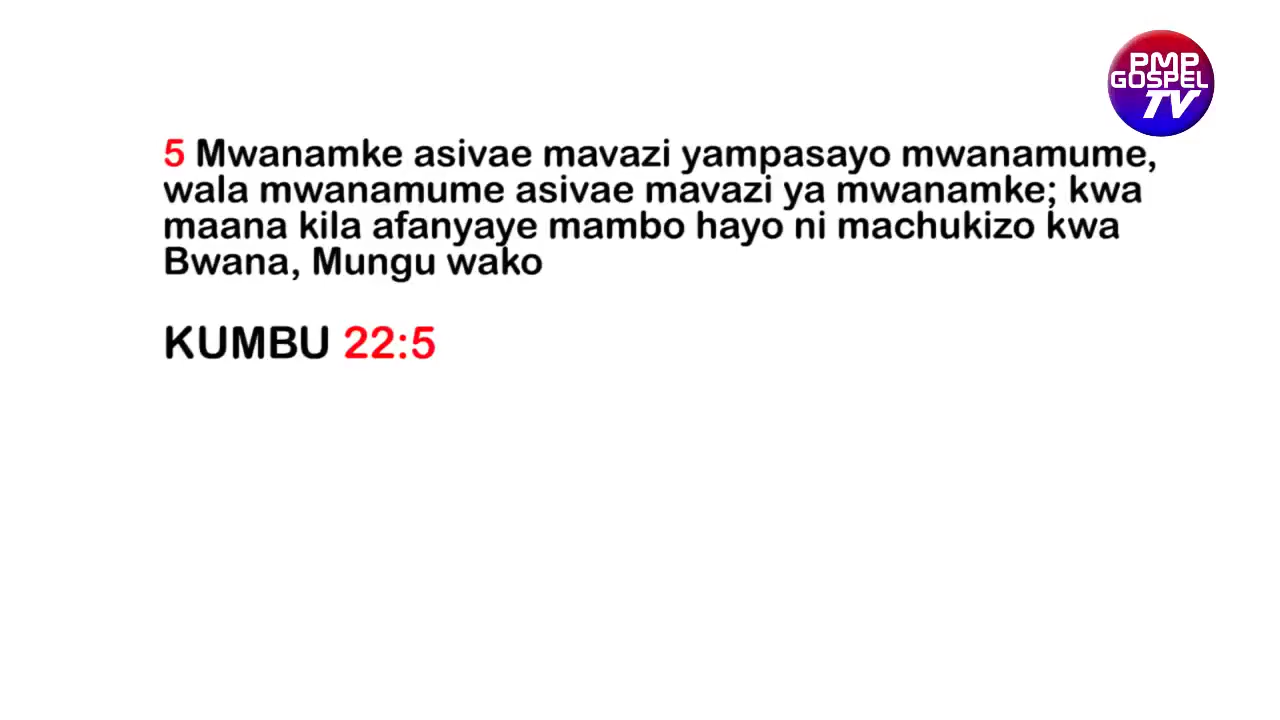 PMP
GOSPEL
TV
5 Mwanamke asivae mavazi yampasayo mwanamume,
wala mwanamume asivae mavazi ya mwanamke; kwa
maana kila afanyaye mambo hayo ni machukizo kwa
Bwana, Mungu wako
KUMBU 22:5